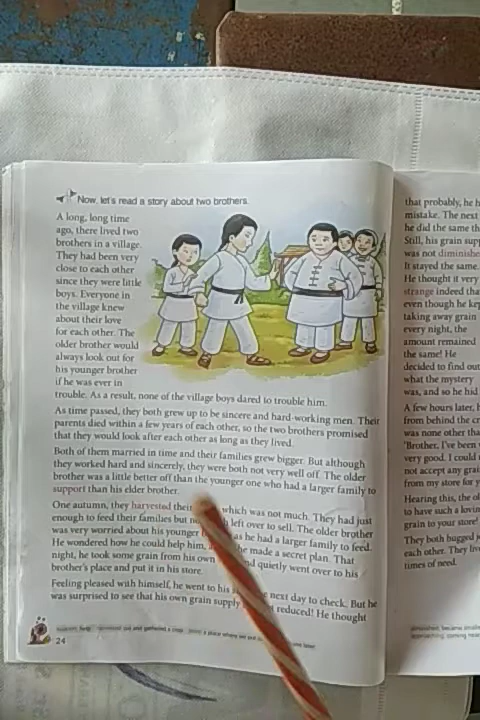 Now, let's read a story about two brothers.
A long, long time
ago, there lived two
brothers in a village.
They had been very
close to each other
since they were little
boys. Everyone in
the village knew
about their love
for each other. The
older brother would
always look out for
his younger brother
if he was ever in
trouble. As a result, none of the village boys dared to trouble him.
As time passed, they both grew up to be sincere and hard-working men. Their
parents died within a few years of each other, so the two brothers promised
that they would look after each other as long as they lived.
Both of them married in time and their families grew bigger. But although
they worked hard and sincerely, they were both not very well off. The older
brother was a little better off than the younger one who had a larger family to
support than his elder brother.
One autumn, they harvested their which was not much. They had just
enough to feed their families but left over to sell. The older brother
was very worried about his younger as he had a larger family to feed.
He wondered how he could help him, he made a secret plan. That
night, he took some grain from his own and quietly went over to his
brother's place and put it in his store.
Feeling pleased with himself, he went to his next day to check. But he
was surprised to see that his own grain supply reduced! He thought
24
that probably, he h
mistake. The next
he did the same th
Still, his grain sup
was not diminishe
It stayed the same.
He thought it very
strange indeed tha
even though he kep
taking away grain
every night, the
amount remained
the same! He
decided to find out
what the mystery
was, and so he hid
A few hours later, h
from behind the cr
was none other tha
'Brother, I've been
very good. I could
not accept any grai
from my store for y
Hearing this, the ol
to have such a lovin
grain to your store
They both hugged
each other. They live
times of need.